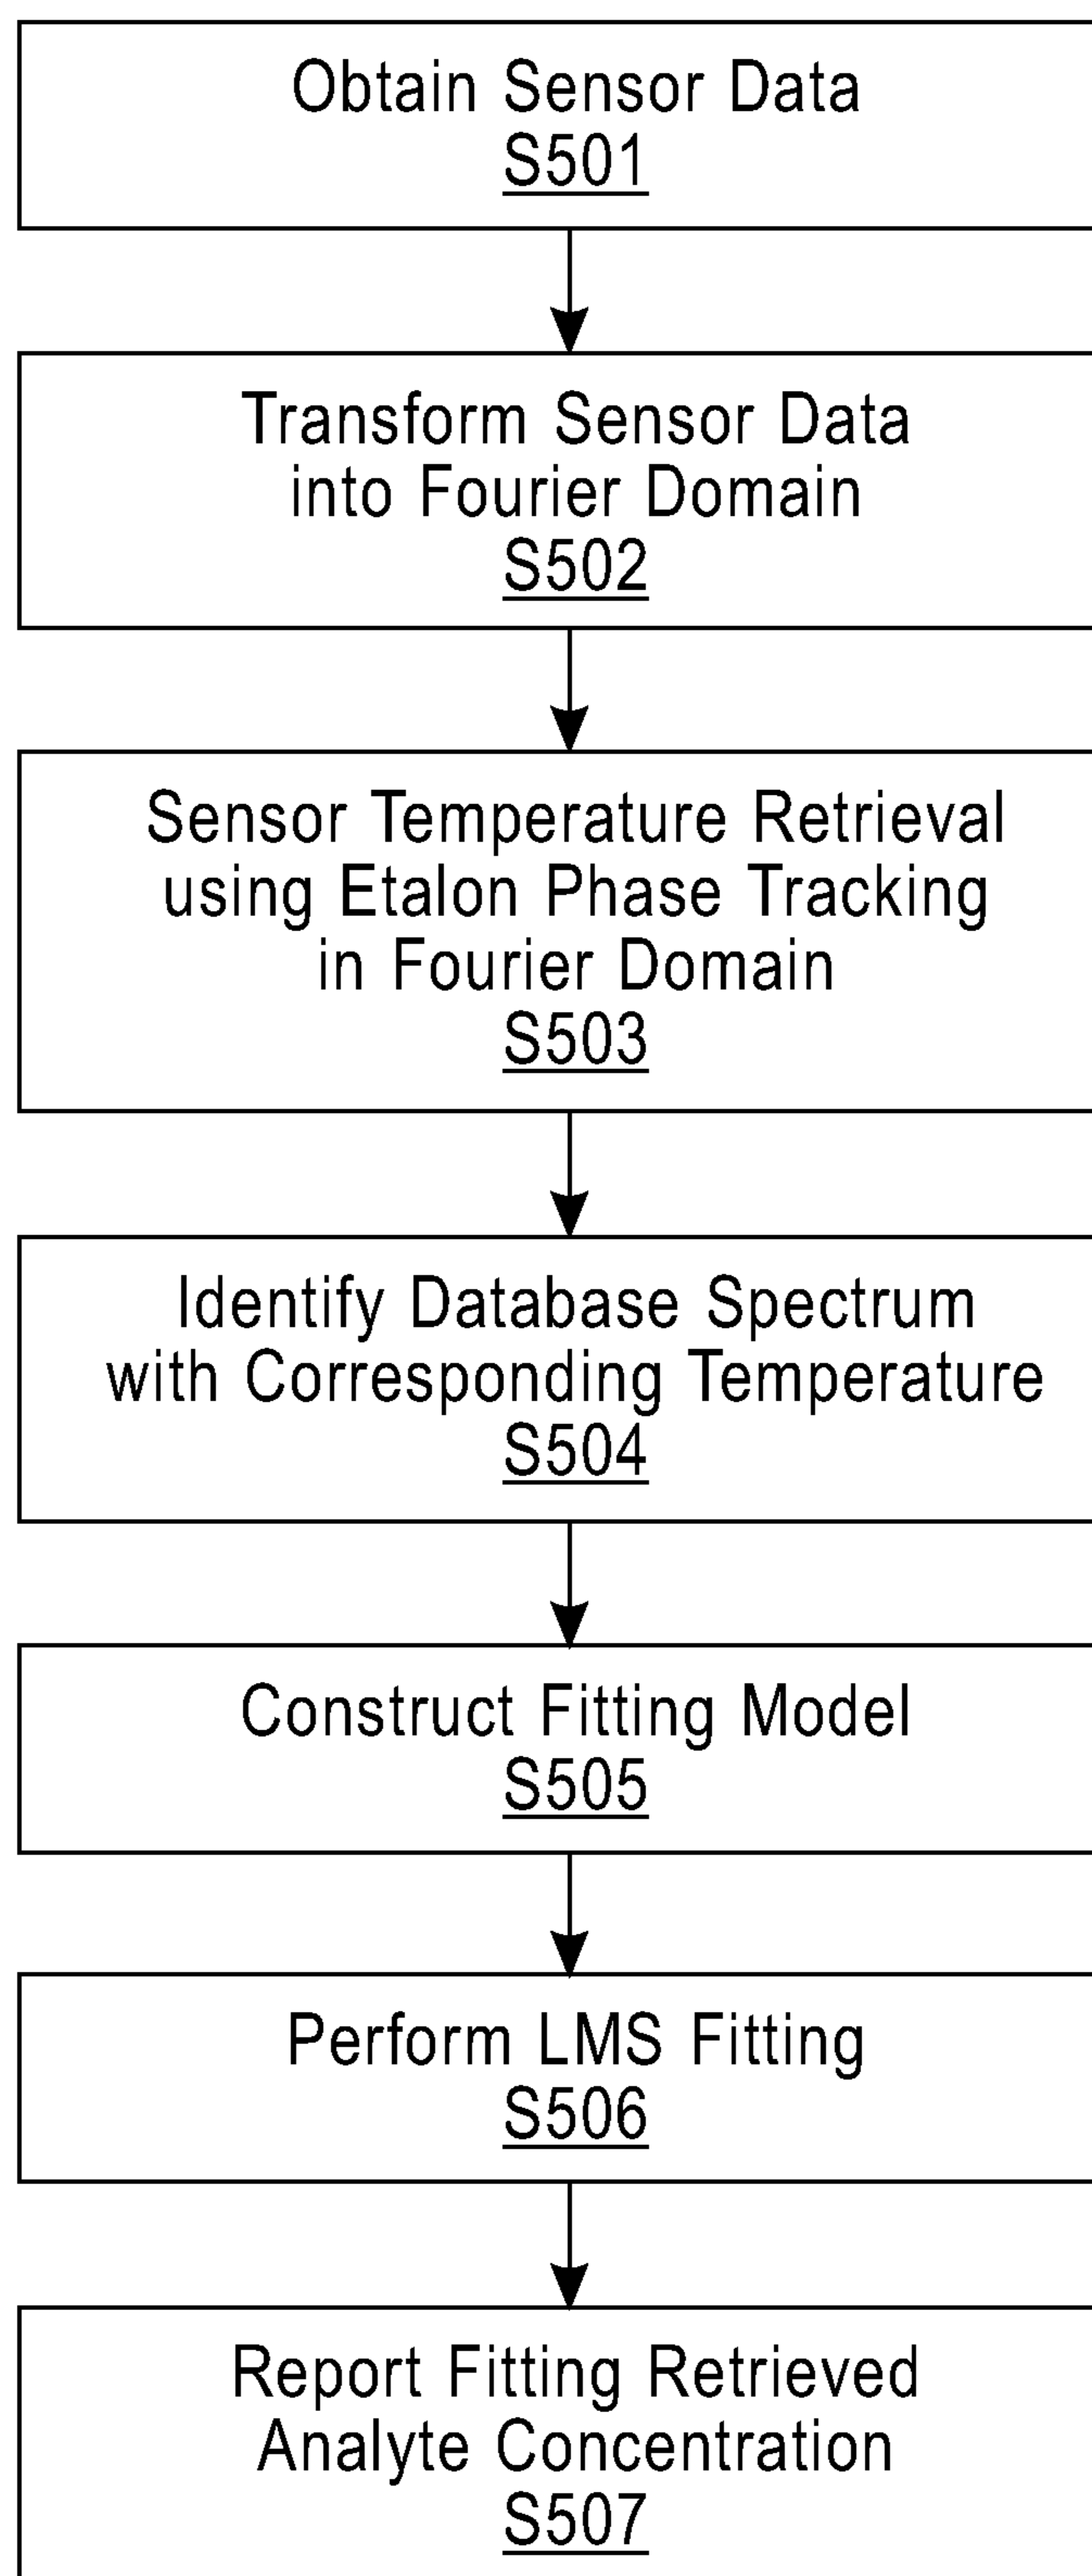 Obtain Sensor Data
S501
Transform Sensor Data
into Fourier Domain
S502
Sensor Temperature Retrieval
using Etalon Phase Tracking
in Fourier Domain
S503
Identify Database Spectrum
with Corresponding Temperature
S504
Construct Fitting Model
S505
Perform LMS Fitting
S506
Report Fitting Retrieved
Analyte Concentration
S507